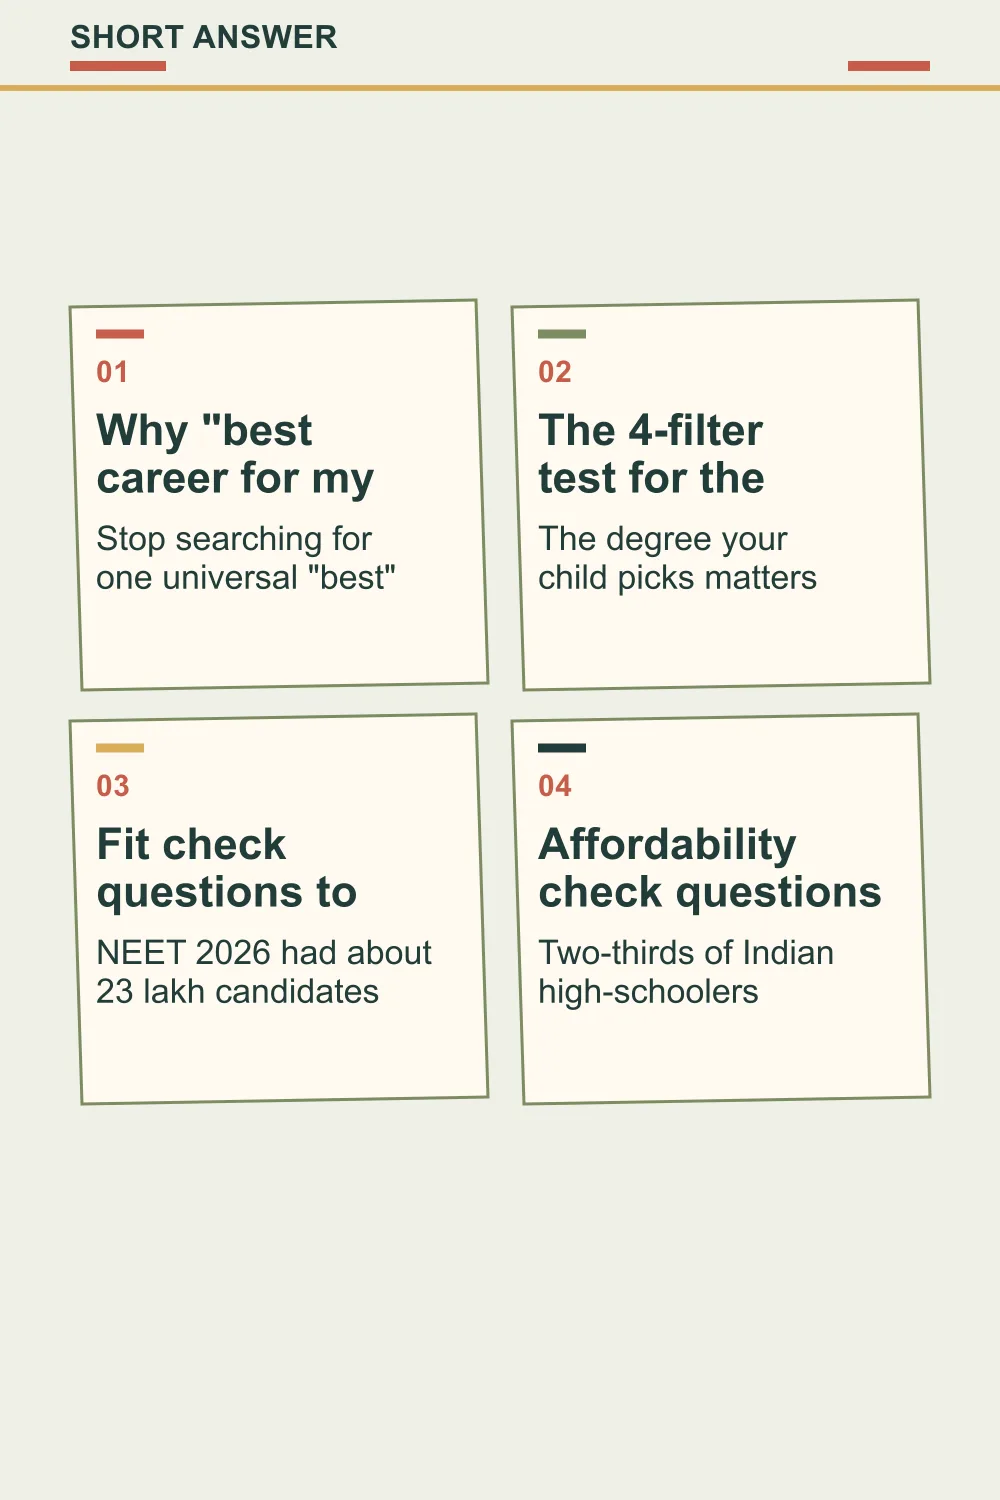 SHORT ANSWER
01
Why "best
career for my
Stop searching for
one universal "best"
02
The 4-filter
test for the
The degree your
child picks matters
03
Fit check
questions to
NEET 2026 had about
23 lakh candidates
04
Affordability
check questions
Two-thirds of Indian
high-schoolers